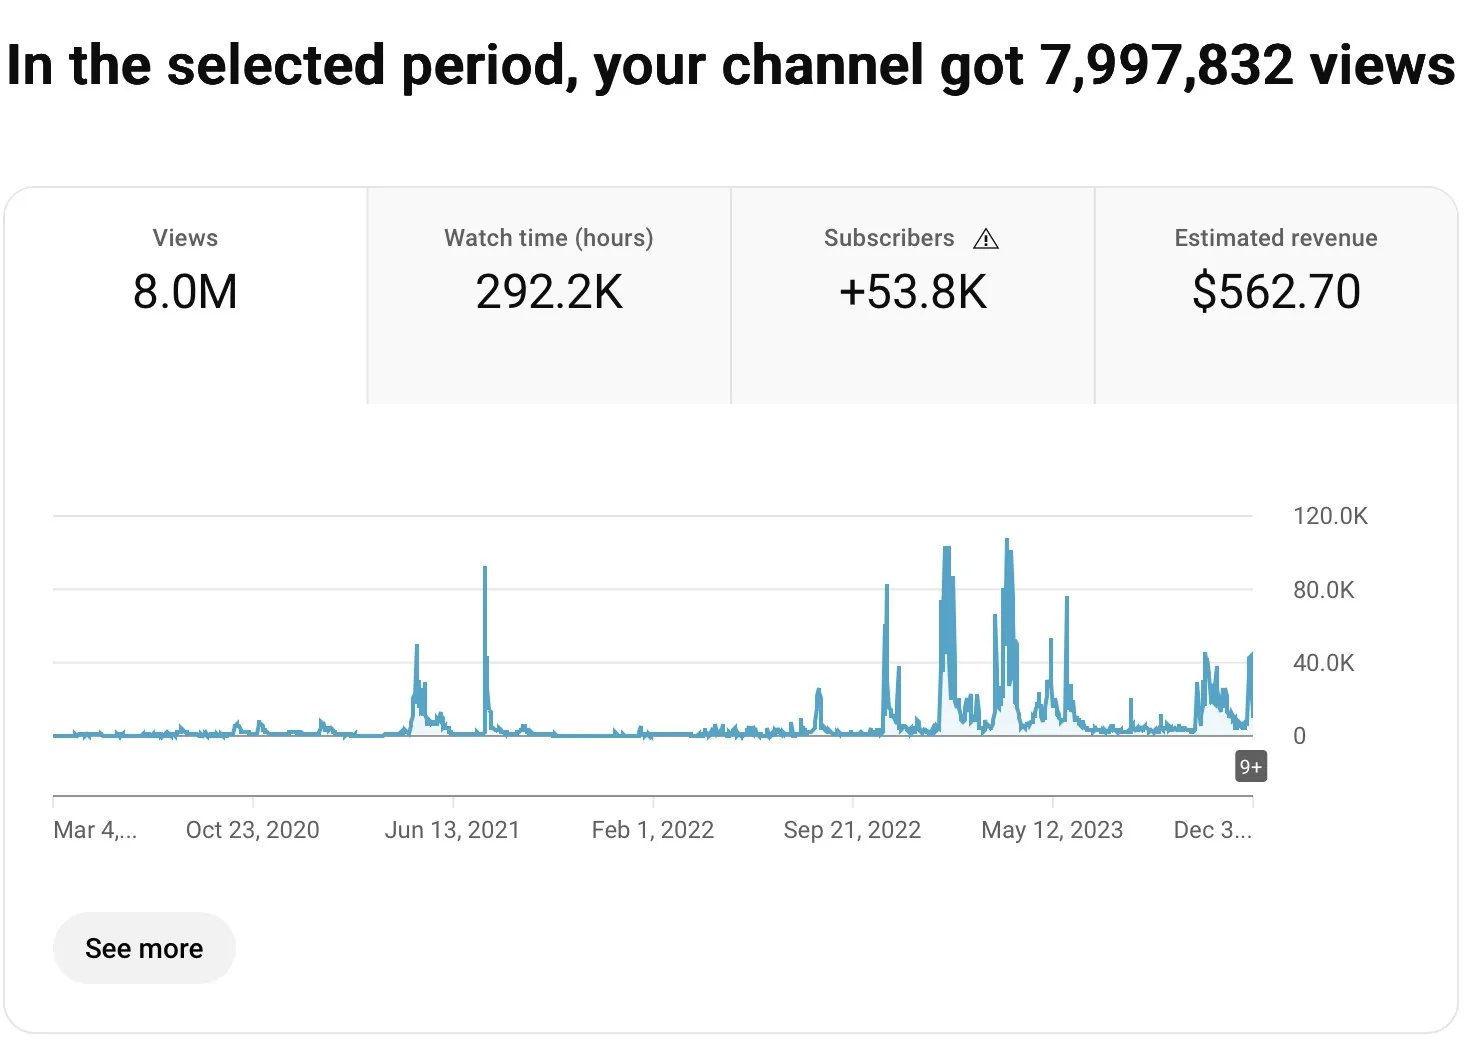 In the selected period, your channel got 7,997,832 views
Views
8.0M
Watch time (hours)
292.2K
Subscribers
+53.8K
Estimated revenue
$562.70
120.0K
80.0K
40.0K
0
9+
Mar 4,... Oct 23, 2020 Jun 13, 2021 Feb 1, 2022 Sep 21, 2022 May 12, 2023 Dec 3...
See more